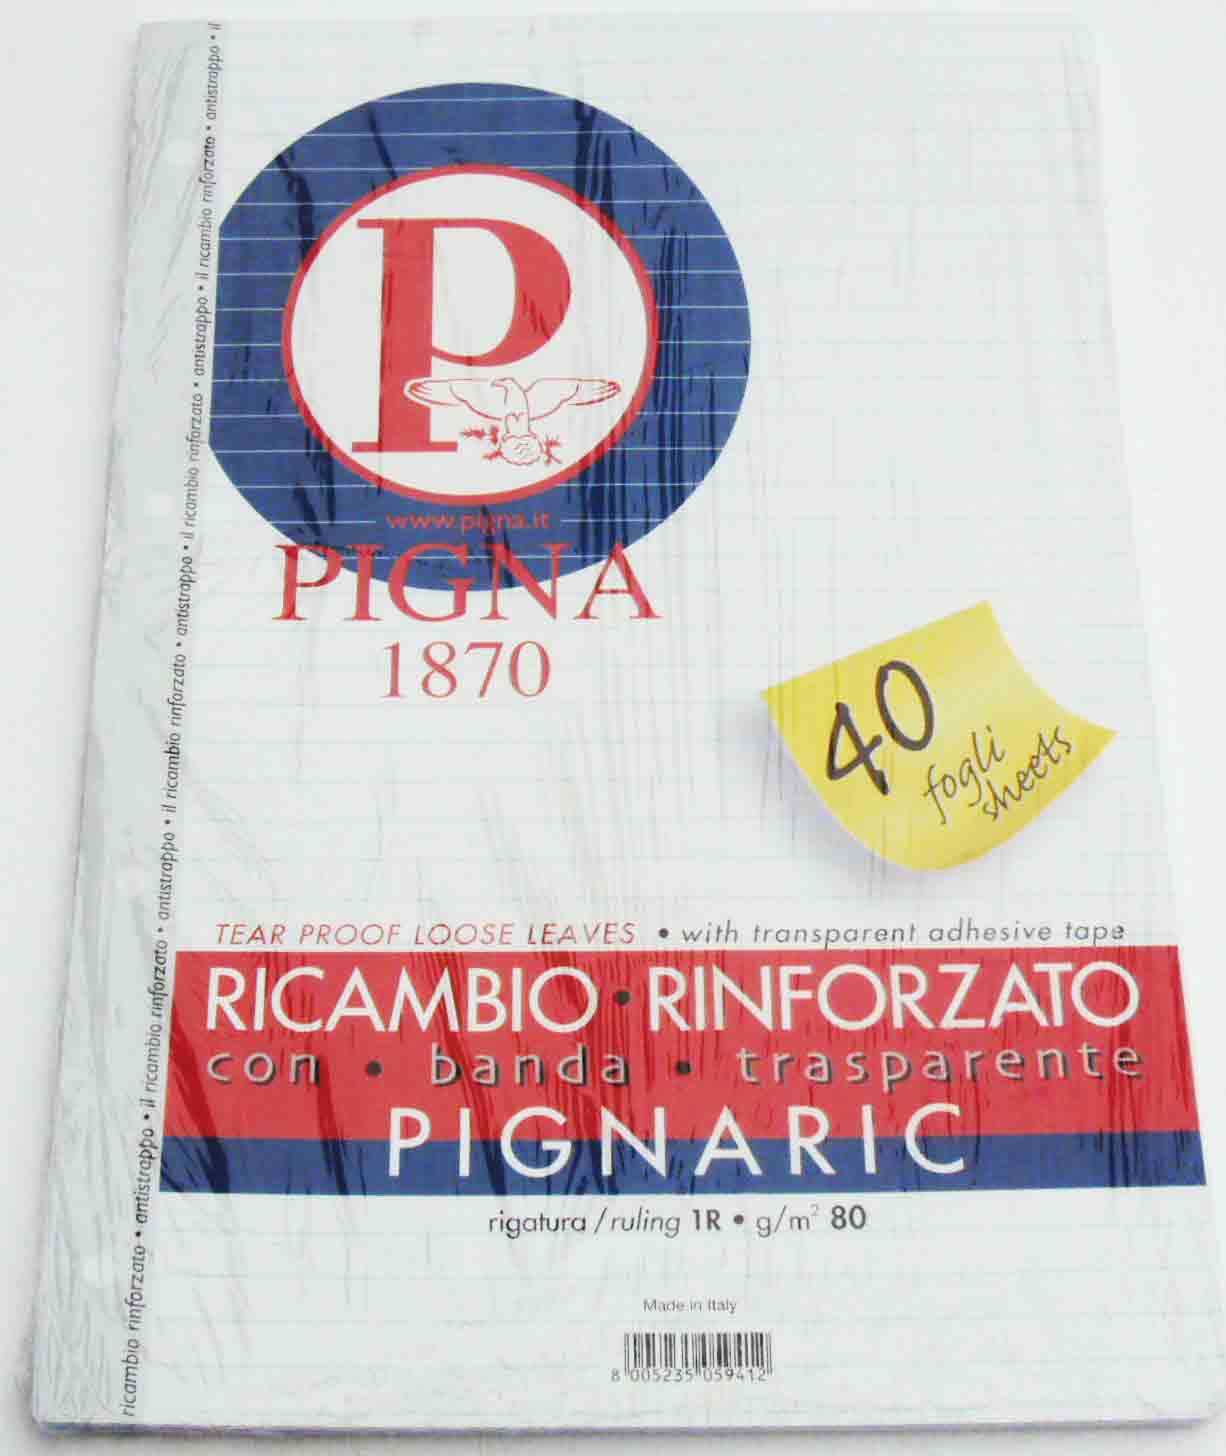 ricambio rinforzato • antistrappo • il ricambio rinforzato • antistrappo • il ricambio rinforzato • antistrappo • il ricambio rinforzato • antistrappo • il ricambio rinforzato • antistrappo • il
P
www.pigna.it
PIGNA
1870
40
fogli
sheets
TEAR PROOF LOOSE LEAVES • with transparent adhesive tape
RICAMBIO • RINFORZATO
con • banda • trasparente
PIGNARIC
rigatura / ruling 1R • g/m² 80
Made in Italy
8 005235 059412